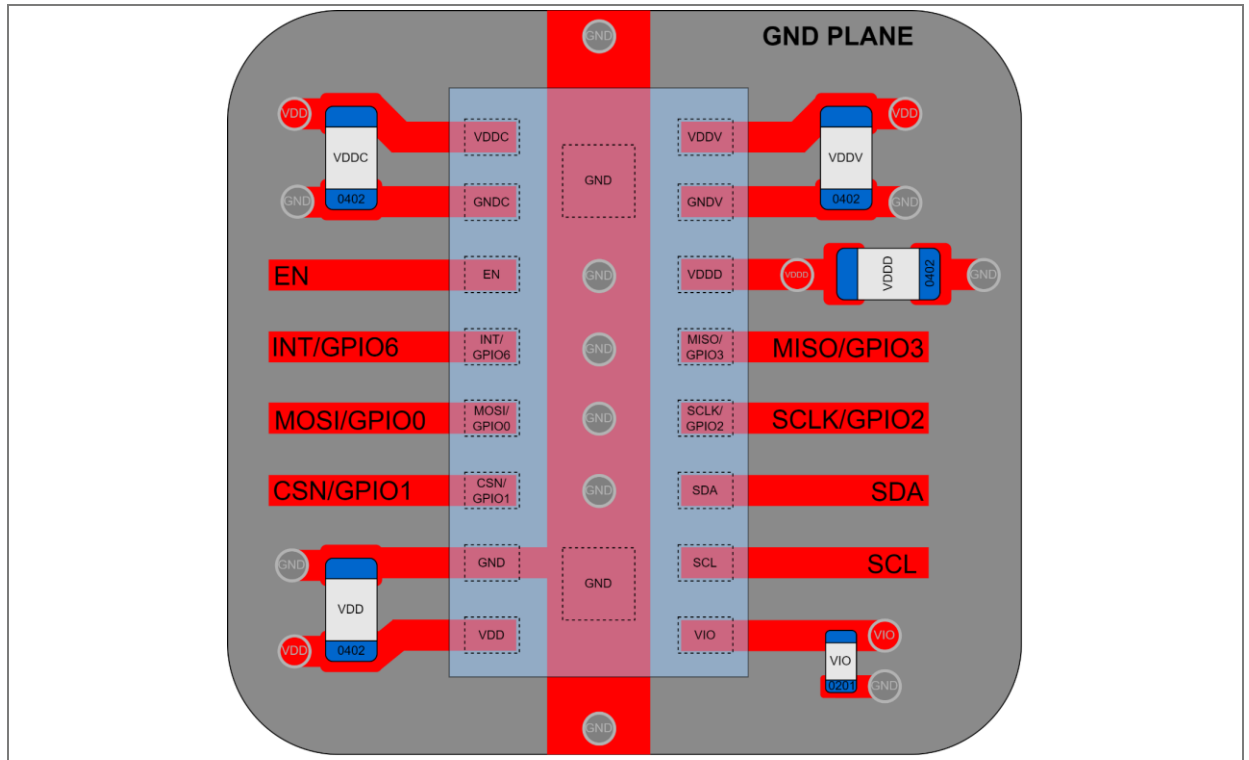 GND
GND PLANE
VDD
VDD
VDDC
VDDC
VDDV
VDDV
GND
GND
0402
GNDC
GNDV
0402
GND
EN
EN
GND
VDDD
VDDD
VDDD
0402
GND
INT/GPIO6
INT/
GPIO6
GND
MISO/
GPIO3
MISO/GPIO3
MOSI/GPIO0
MOSI/
GPIO0
GND
SCLK/
GPIO2
SCLK/GPIO2
CSN/GPIO1
CSN/
GPIO1
GND
SDA
SDA
GND
GND
GND
SCL
SCL
VDD
VDD
0402
VDD
VIO
VIO
VIO
0201
GND
GND